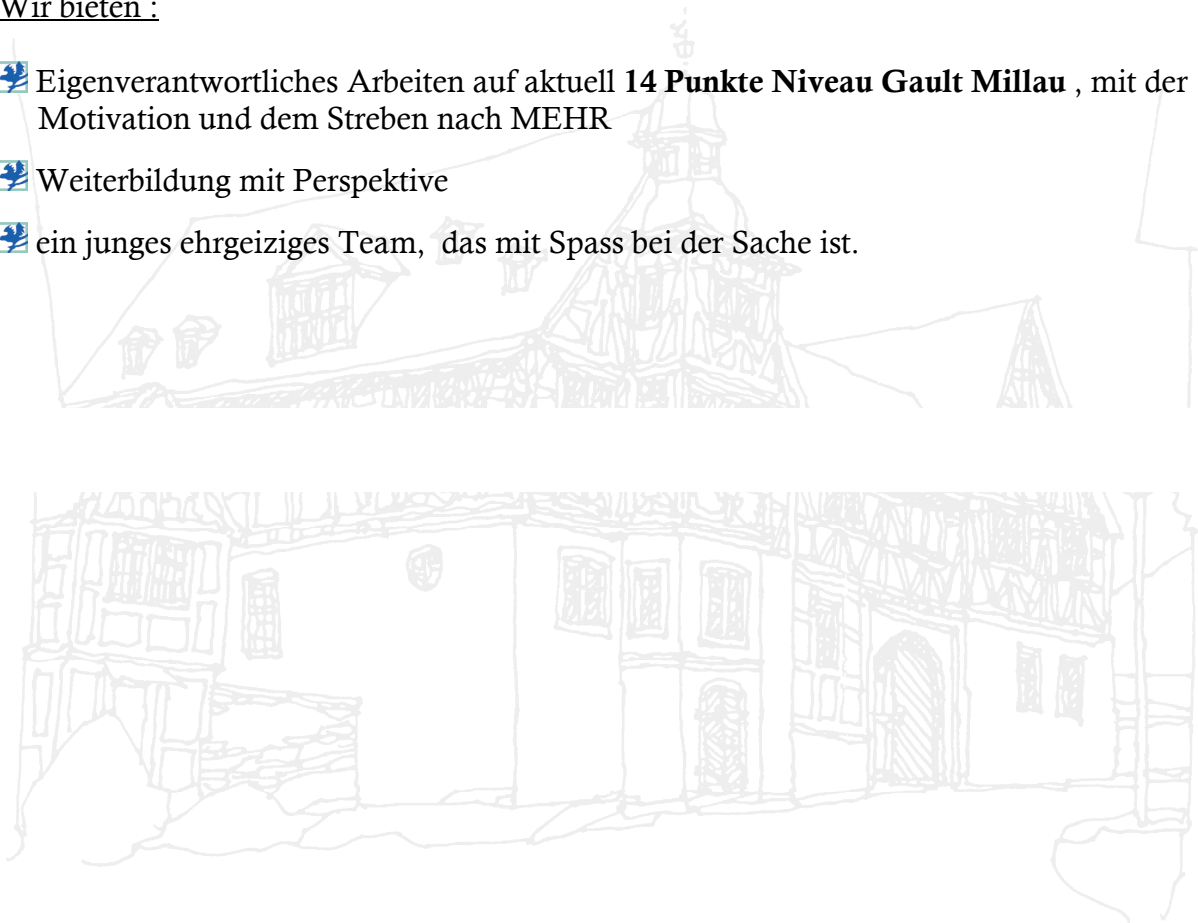 Wir bieten :
Eigenverantwortliches Arbeiten auf aktuell 14 Punkte Niveau Gault Millau , mit der
Motivation und dem Streben nach MEHR
Weiterbildung mit Perspektive
ein junges ehrgeiziges Team,  das mit Spass bei der Sache ist.